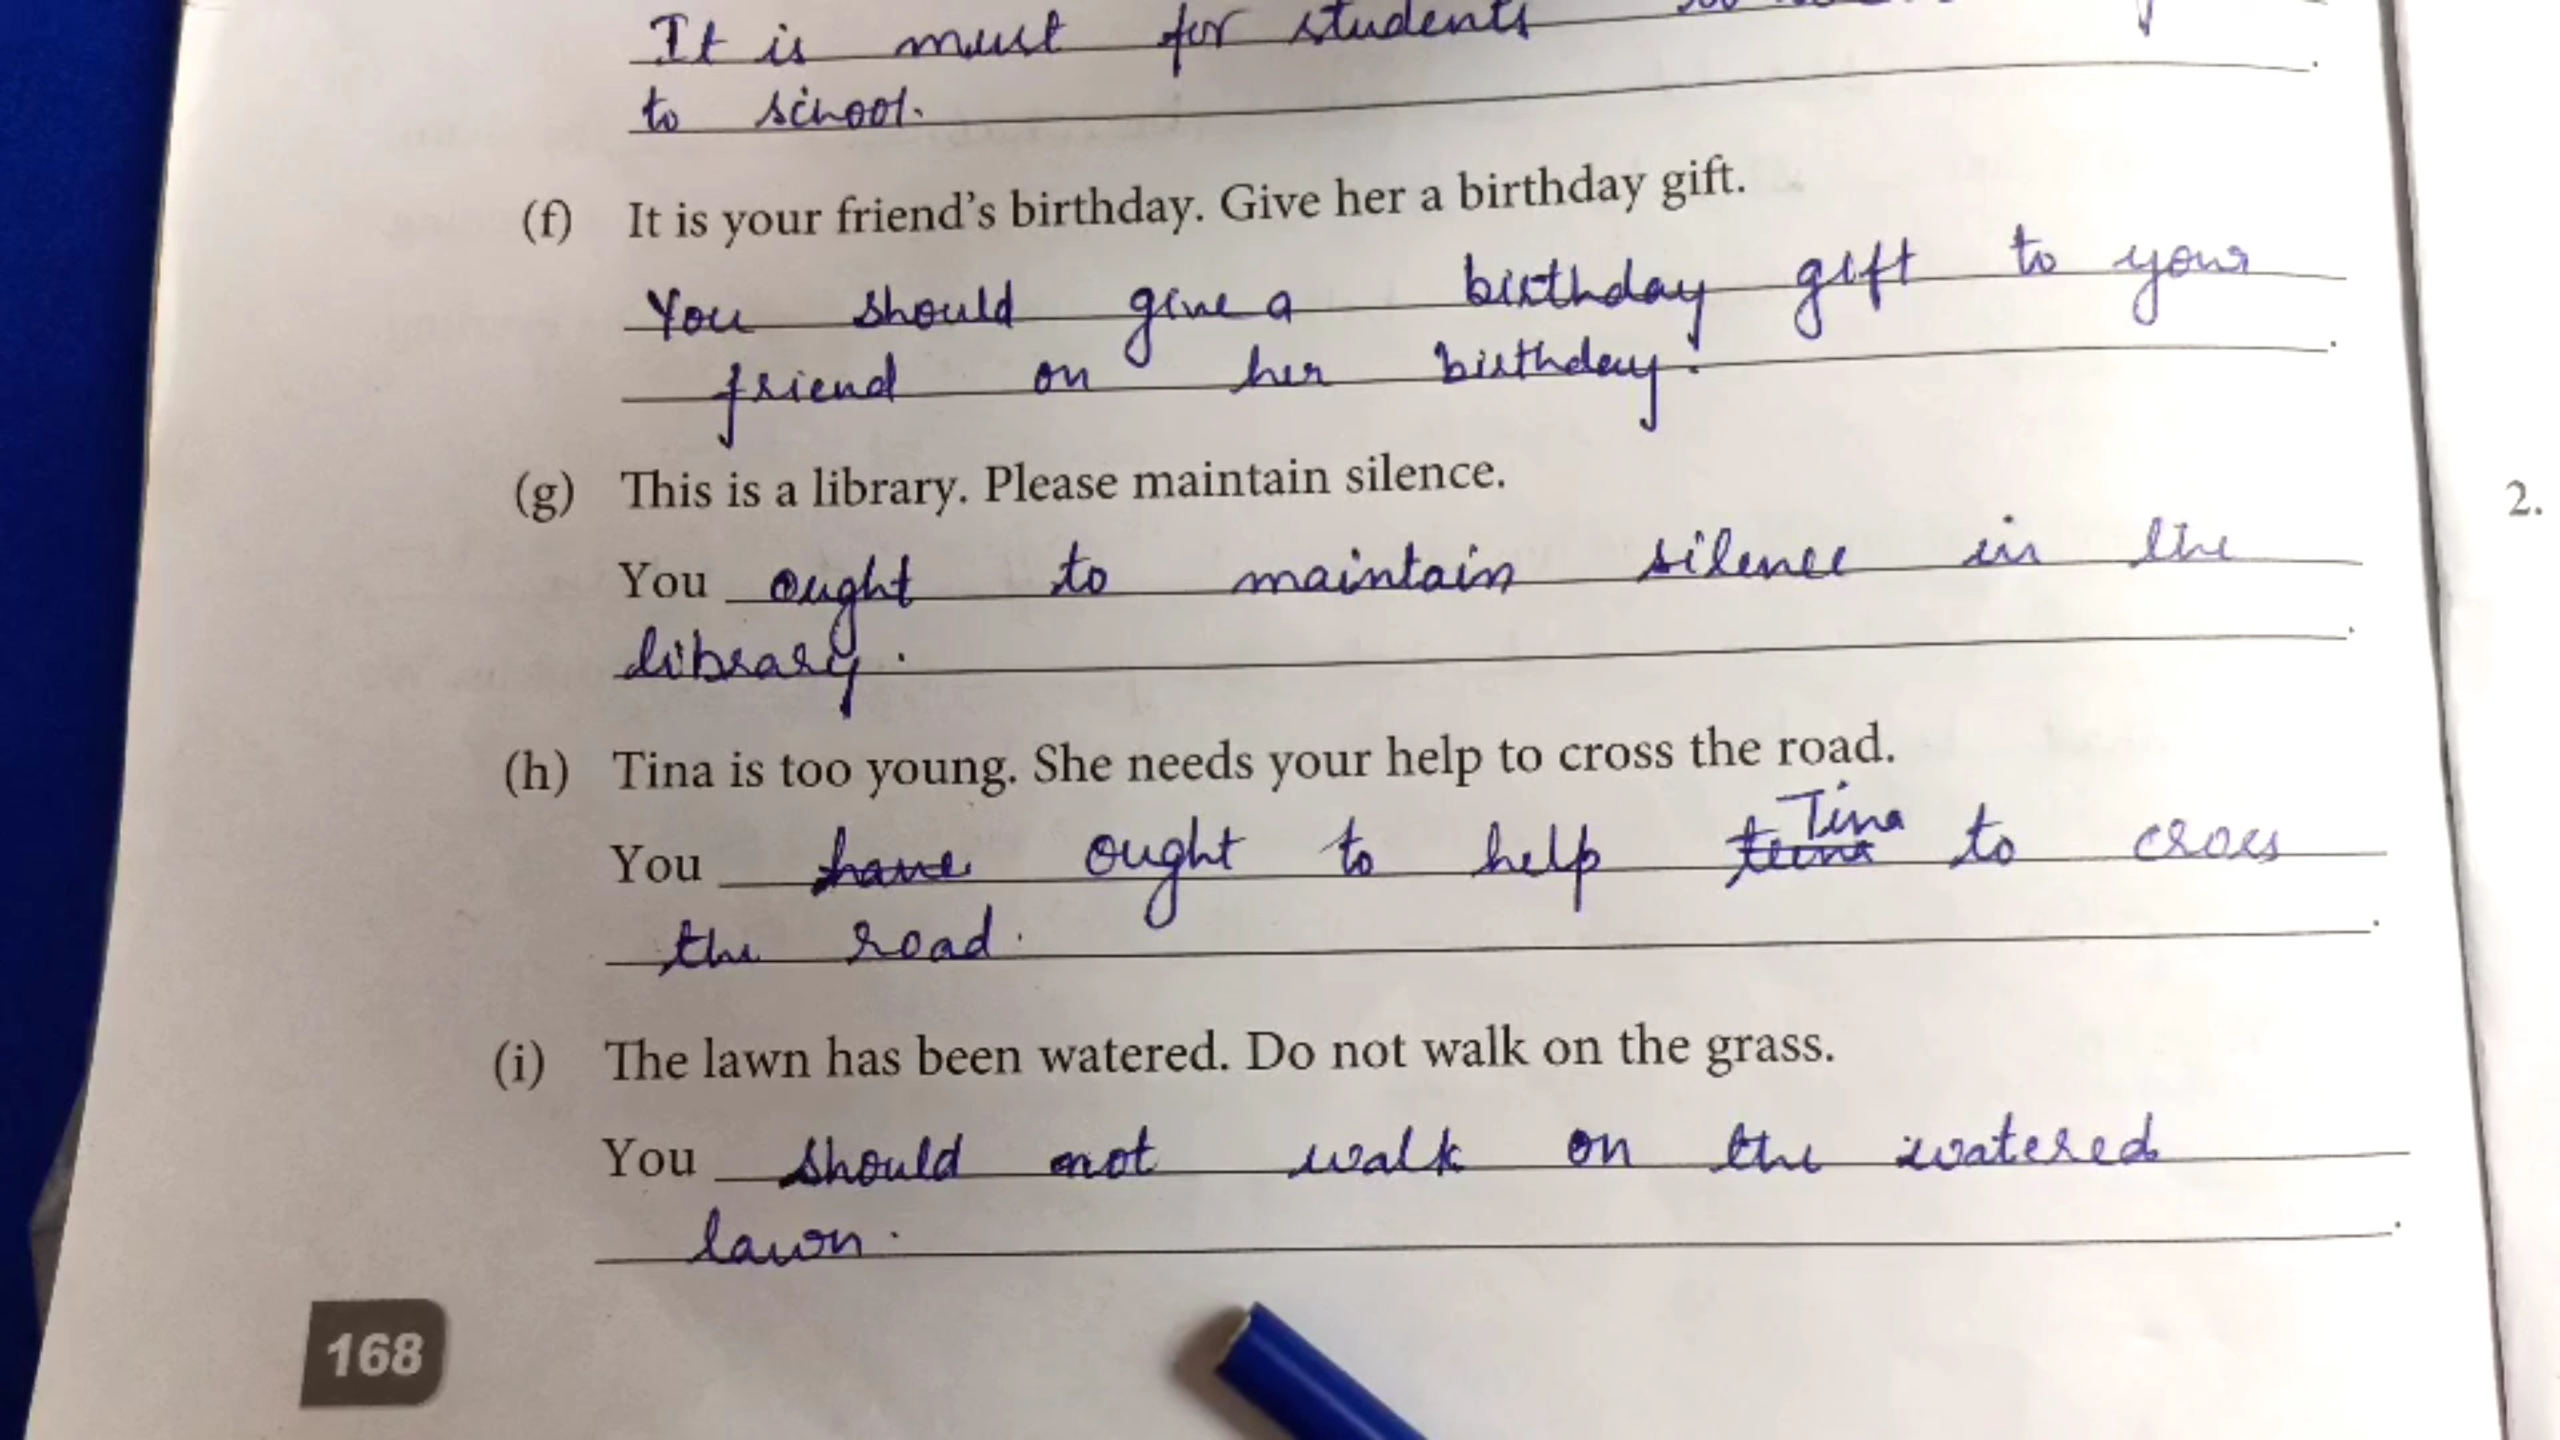 It is must for students
to school.
(f) It is your friend's birthday. Give her a birthday gift.
You should give a birthday gift to your
friend on her birthday.
(g) This is a library. Please maintain silence.
You ought to maintain silence in the
library.
2.
(h) Tina is too young. She needs your help to cross the road.
Tina
You have ought to help to cross
the road.
(i) The lawn has been watered. Do not walk on the grass.
You should not walk on the watered
lawn.
168